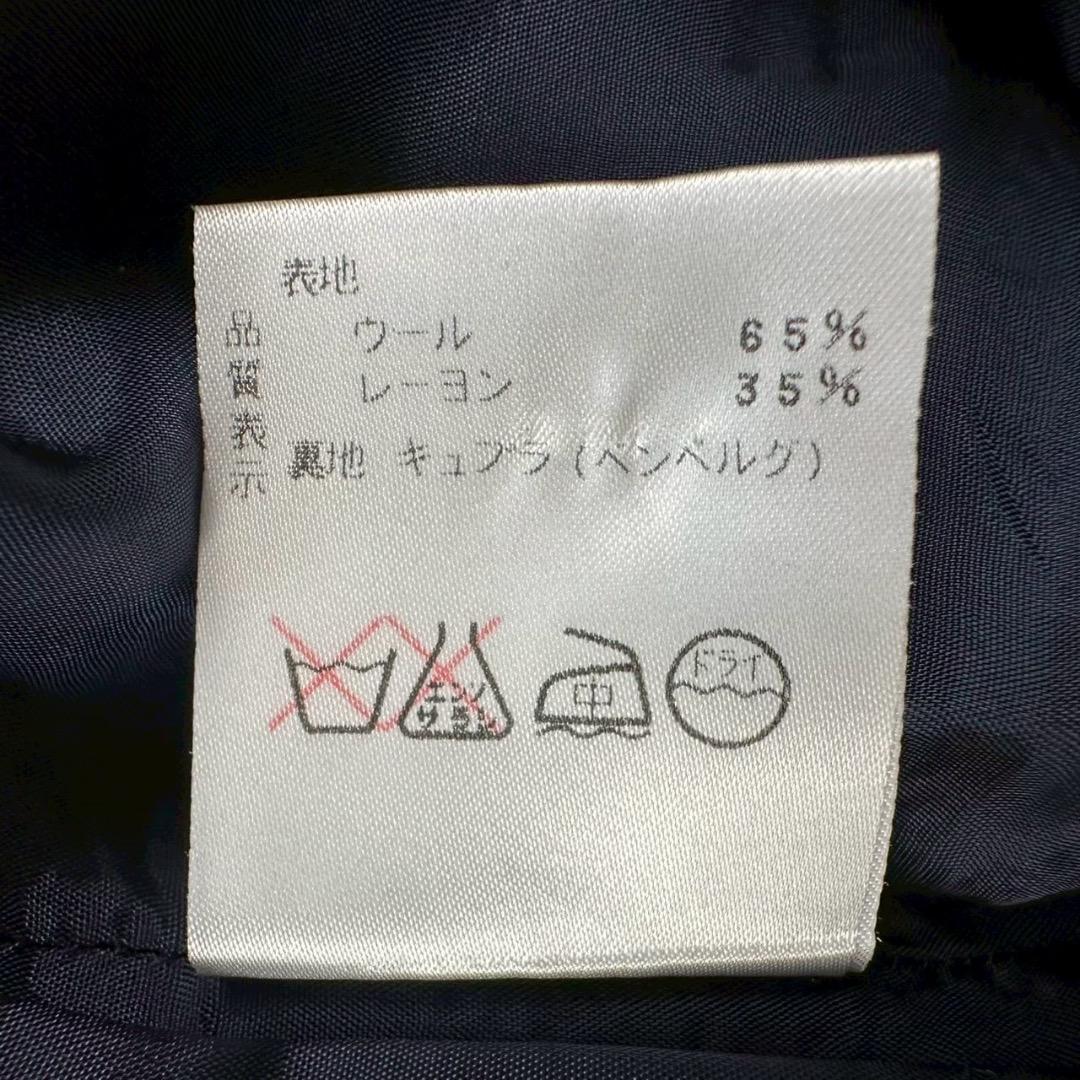 品質表示
表地
ウール 65%
レーヨン 35%
裏地 キュプラ(ベンベルグ)
エンソ
サラシ
中
ドライ